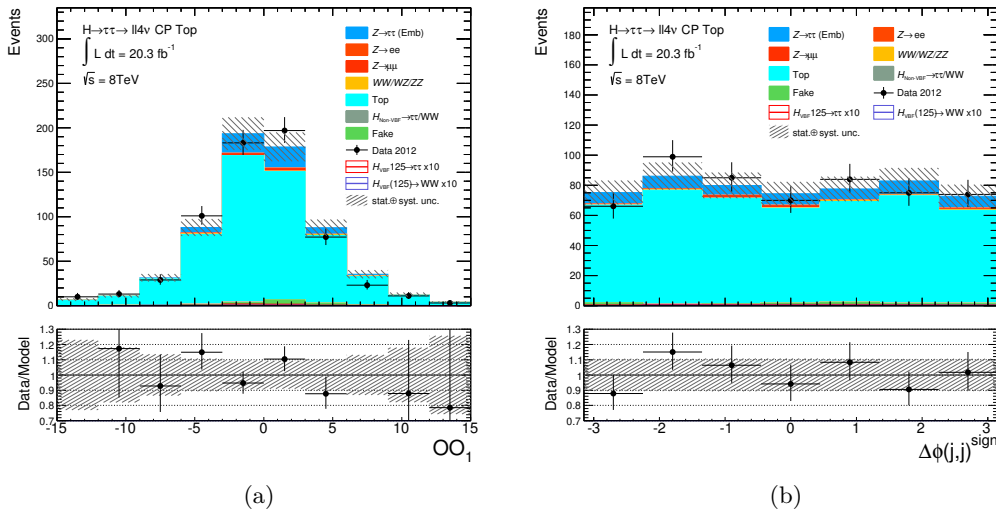 Events
H→ττ→ ll4ν CP Top
∫ L dt = 20.3 fb⁻¹
√s = 8TeV
Z→ττ (Emb)
Z→ee
Z→μμ
WW/WZ/ZZ
Top
H_Non-VBF→ττ/WW
Fake
Data 2012
H_VBF125→ττ x10
H_VBF(125)→WW x10
stat.⊕syst. unc.
300
250
200
150
100
50
0
Data/Model
1.3
1.2
1.1
1
0.9
0.8
0.7
-15 -10 -5 0 5 10 15
OO₁
(a)
Events
H→ττ→ ll4ν CP Top
∫ L dt = 20.3 fb⁻¹
√s = 8TeV
Z→ττ (Emb) Z→ee
Z→μμ WW/WZ/ZZ
Top H_Non-VBF→ττ/WW
Fake Data 2012
H_VBF125→ττ x10 H_VBF(125)→WW x10
stat.⊕syst. unc.
180
160
140
120
100
80
60
40
20
0
Data/Model
1.3
1.2
1.1
1
0.9
0.8
0.7
-3 -2 -1 0 1 2 3
Δϕ(j,j)^sign
(b)